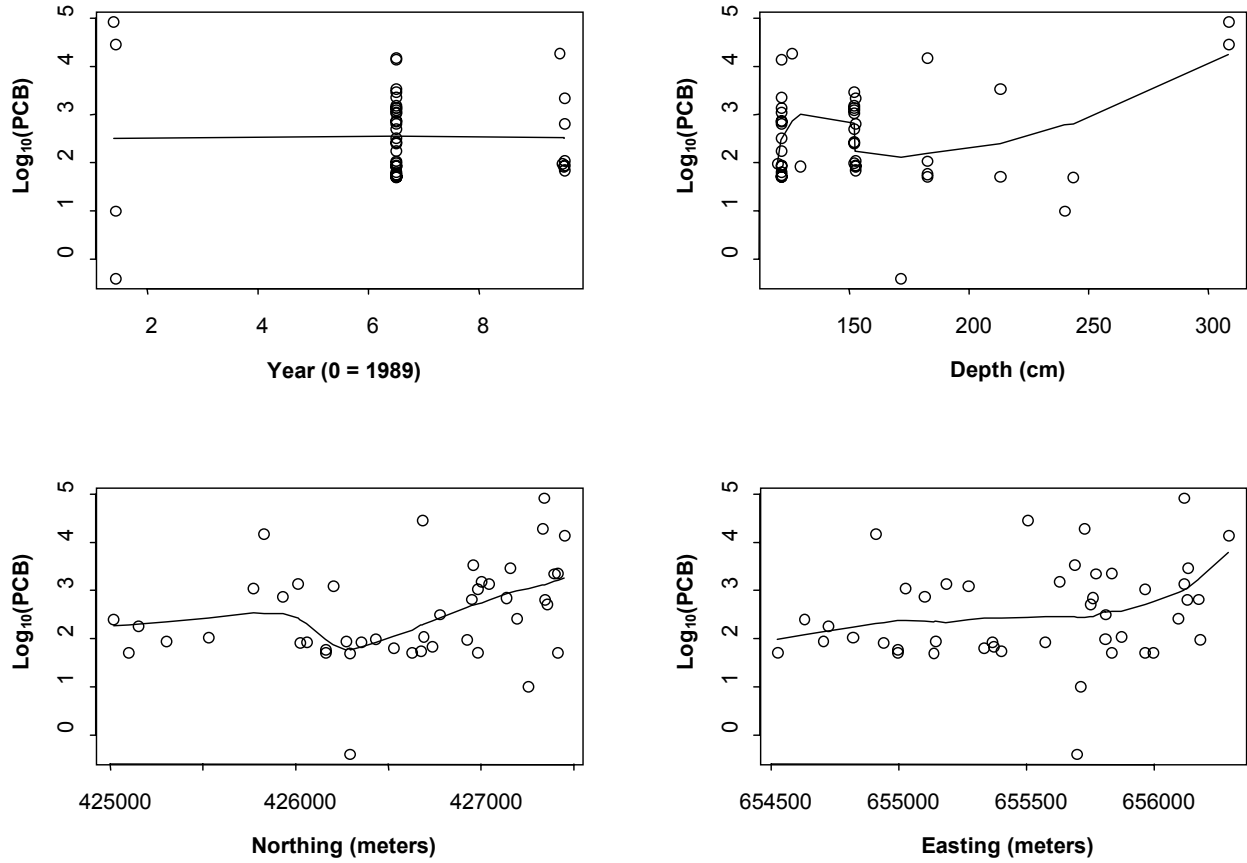 Log₁₀(PCB)
5
4
3
2
1
0
2 4 6 8
Year (0 = 1989)
Log₁₀(PCB)
5
4
3
2
1
0
150 200 250 300
Depth (cm)
Log₁₀(PCB)
5
4
3
2
1
0
425000 426000 427000
Northing (meters)
Log₁₀(PCB)
5
4
3
2
1
0
654500 655000 655500 656000
Easting (meters)